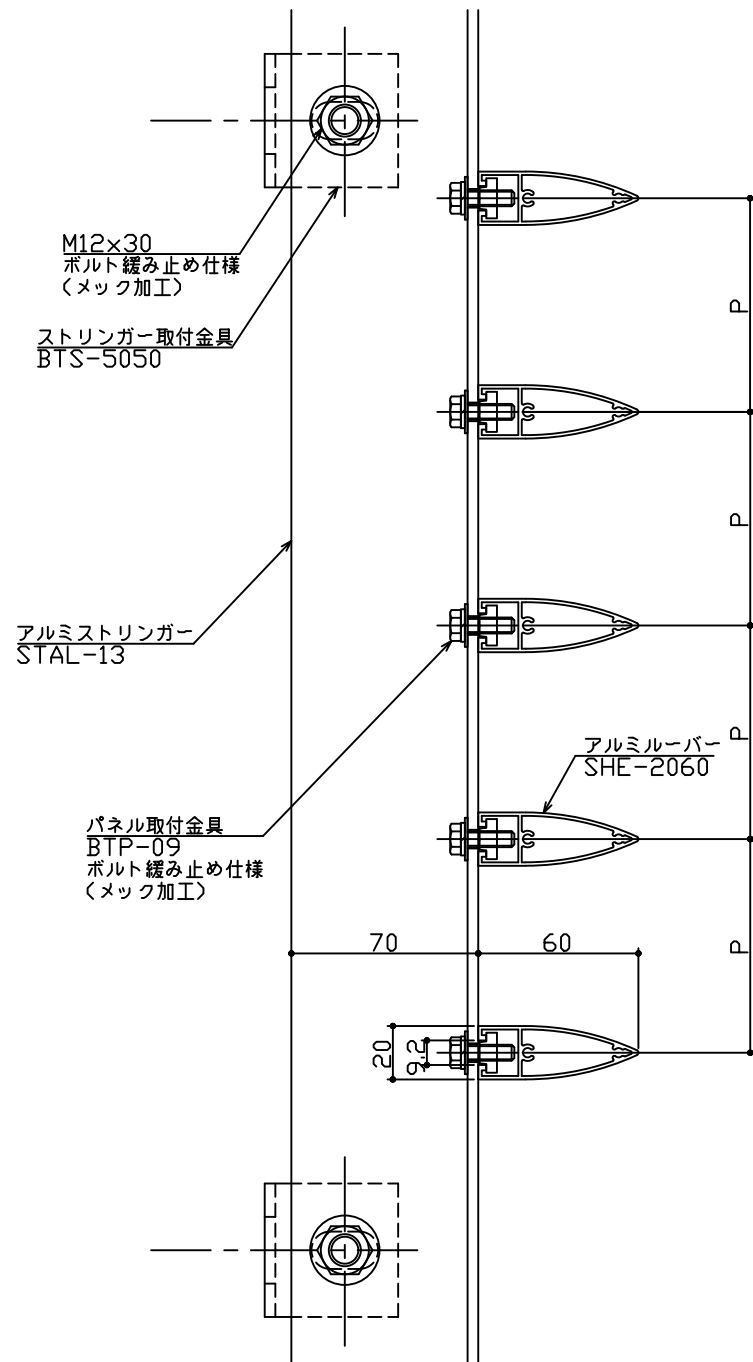 M12x30
ボルト緩み止め仕様
(メック加工)
P
ストリンガー取付金具
BTS-5050
P
アルミストリンガー
STAL-13
P
アルミルーバー
SHE-2060
パネル取付金具
BTP-09
ボルト緩み止め仕様
(メック加工)
70
60
P
20
9.2